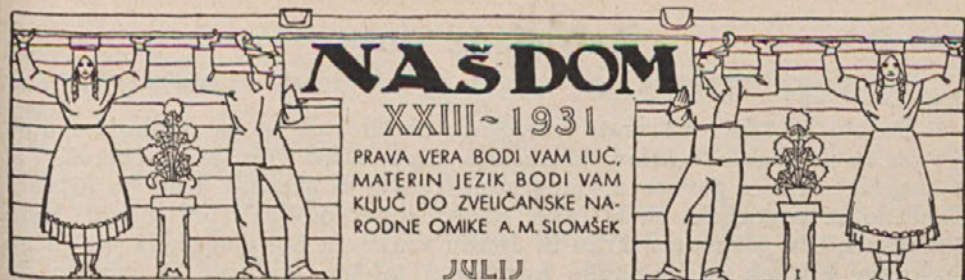 NAŠ DOM
XXIII ~ 1931
PRAVA VERA BODI VAM LUČ,
MATERIN JEZIK BODI VAM
KLJUČ DO ZVELIČANSKE NA-
RODNE OMIKE A. M. SLOMŠEK
JULIJ